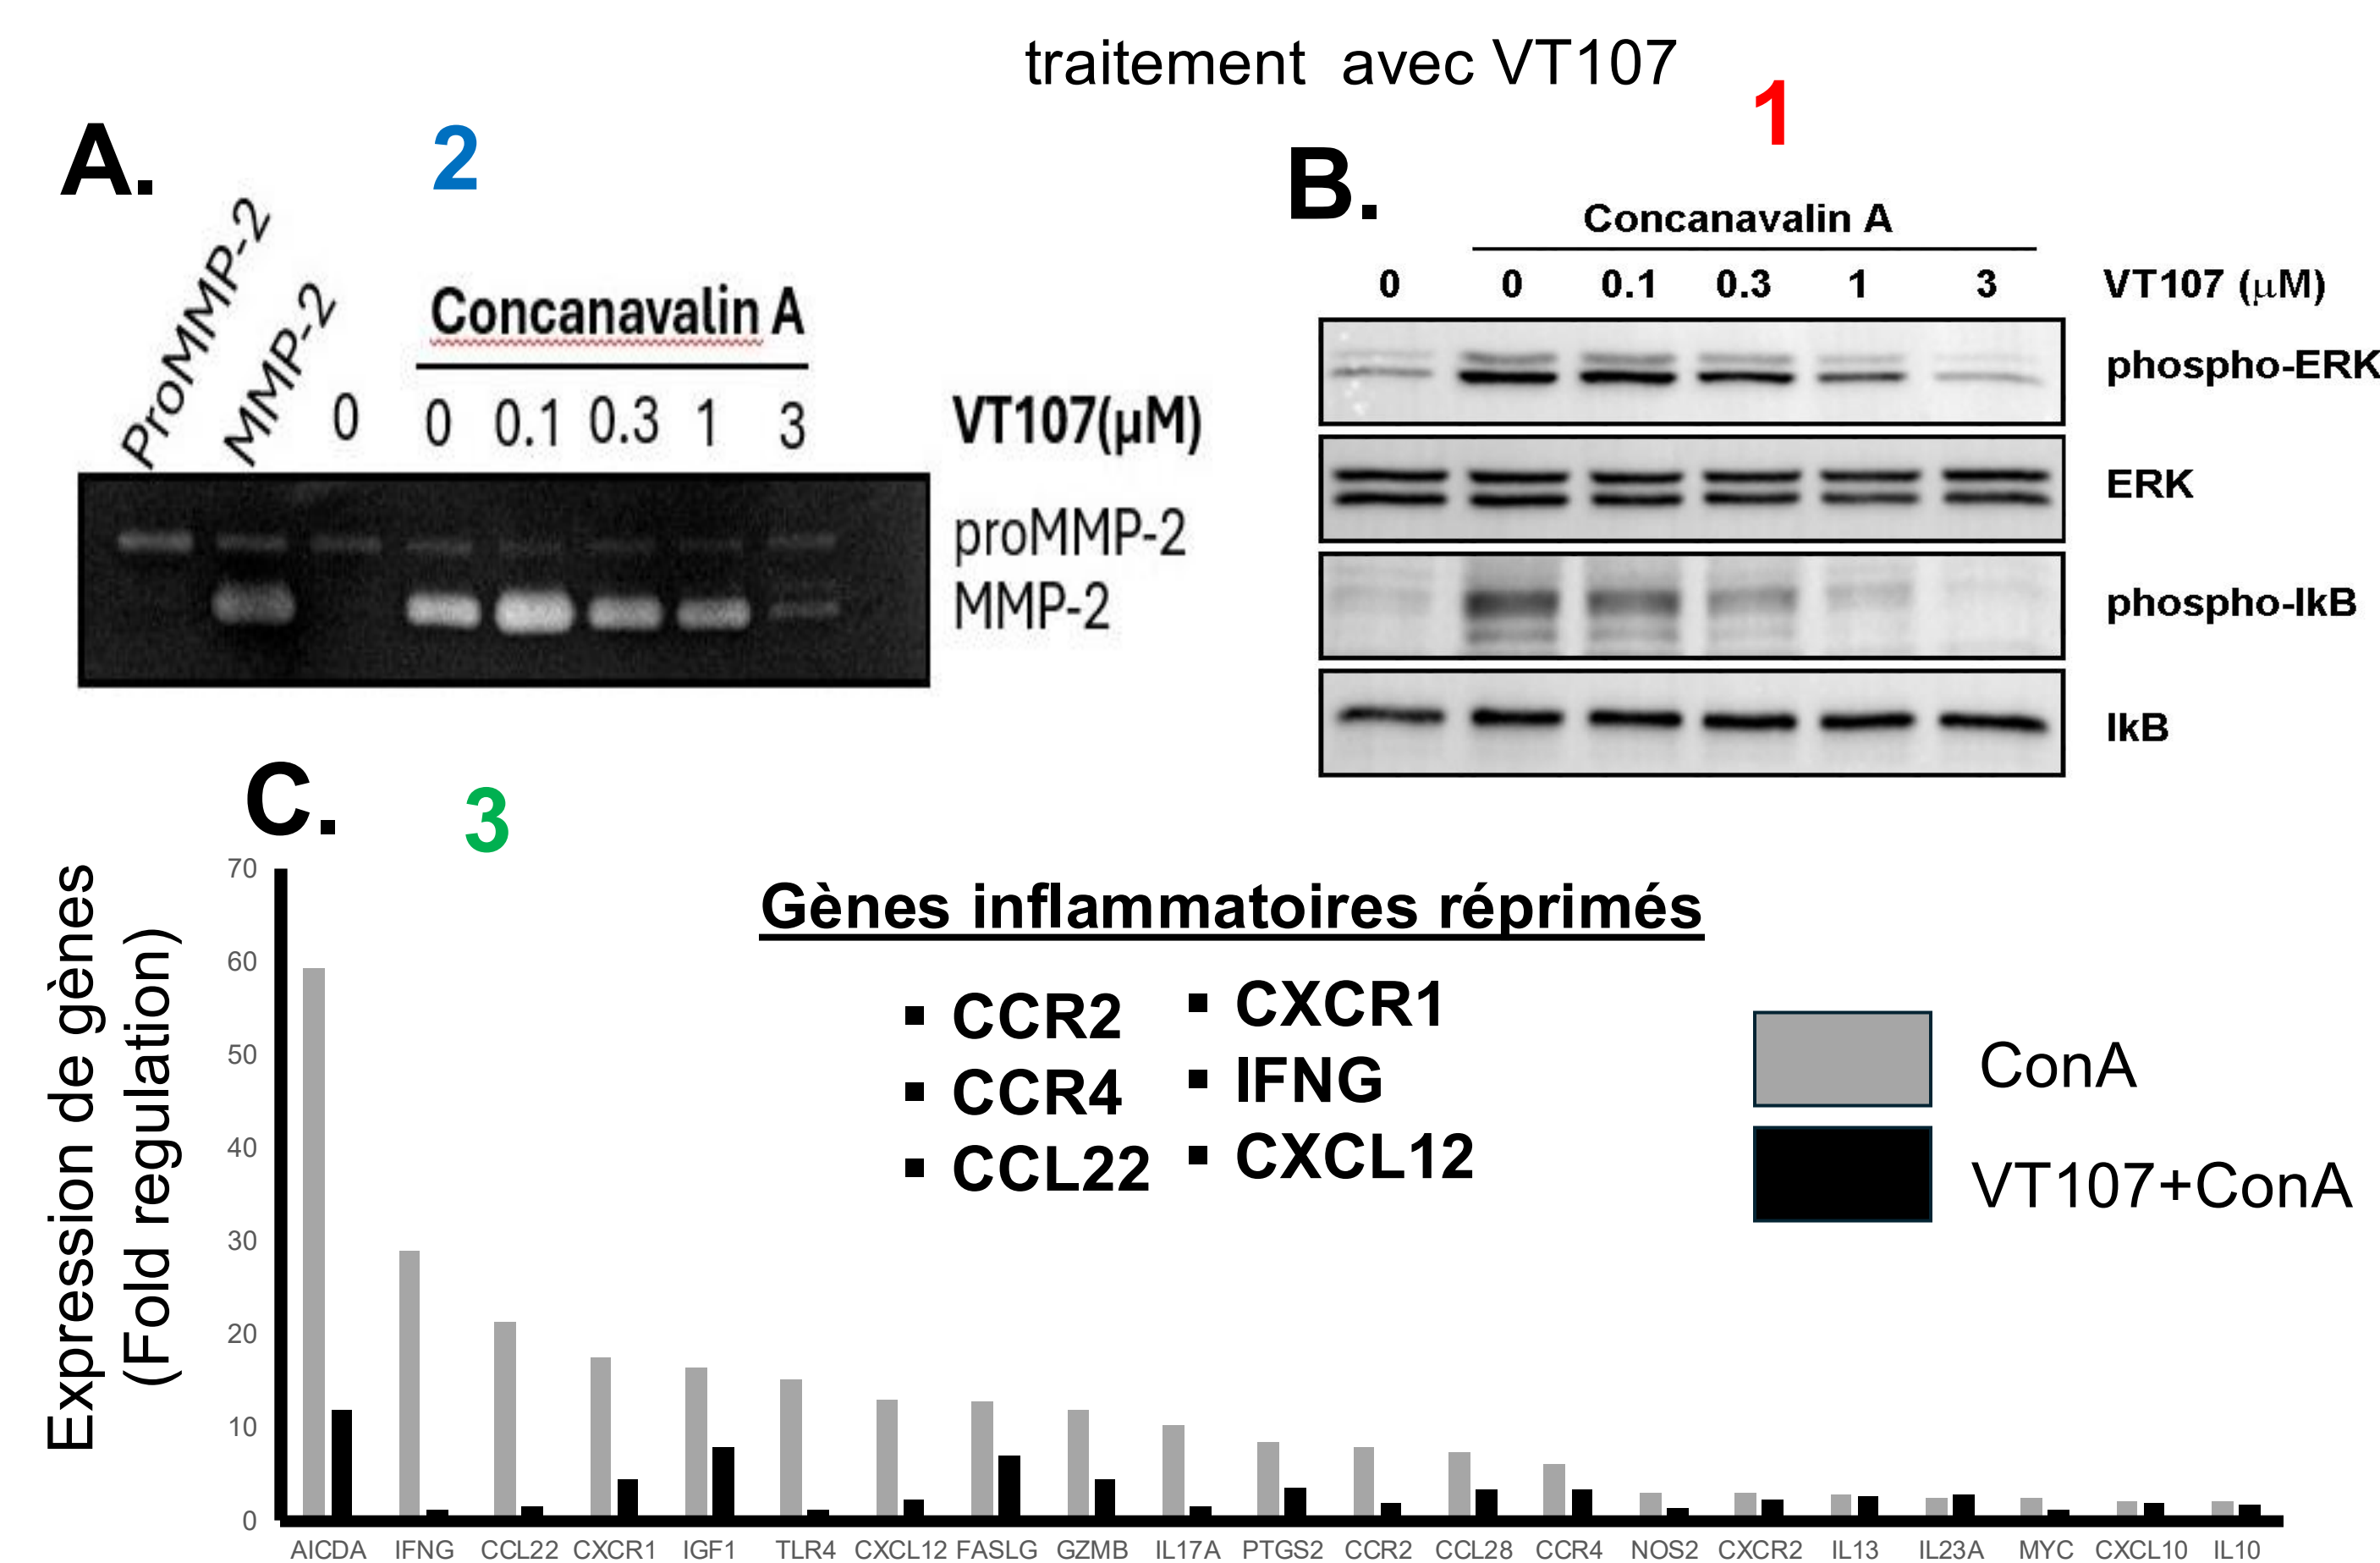 traitement avec VT107
A.
2
ProMMP-2
MMP-2
Concanavalin A
0 0 0.1 0.3 1 3 VT107(μM)
proMMP-2
MMP-2
B.
1
Concanavalin A
0 0 0.1 0.3 1 3 VT107 (μM)
phospho-ERK
ERK
phospho-IkB
IkB
C.
3
Expression de gènes
(Fold regulation)
70
60
50
40
30
20
10
0
Gènes inflammatoires réprimés
▪ CCR2
▪ CCR4
▪ CCL22
▪ CXCR1
▪ IFNG
▪ CXCL12
ConA
VT107+ConA
AICDA IFNG CCL22 CXCR1 IGF1 TLR4 CXCL12 FASLG GZMB IL17A PTGS2 CCR2 CCL28 CCR4 NOS2 CXCR2 IL13 IL23A MYC CXCL10 IL10